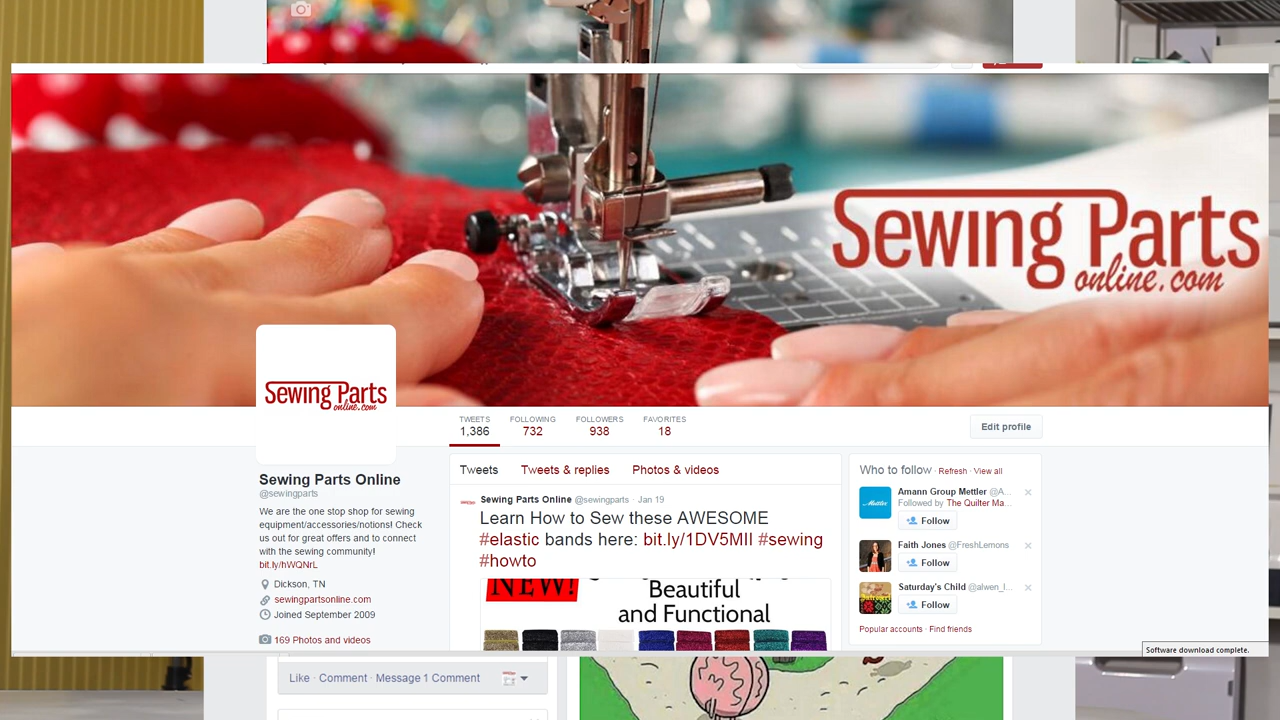 Sewing Parts
online.com
Sewing Parts
online.com
TWEETS
1,386
FOLLOWING
732
FOLLOWERS
938
FAVORITES
18
Edit profile
Sewing Parts Online
@sewingparts
We are the one stop shop for sewing
equipment/accessories/notions! Check
us out for great offers and to connect
with the sewing community!
bit.ly/hWQNrL
Dickson, TN
sewingpartsonline.com
Joined September 2009
169 Photos and videos
Tweets Tweets & replies Photos & videos
Sewing Parts Online @sewingparts · Jan 19
Learn How to Sew these AWESOME
#elastic bands here: bit.ly/1DV5MII #sewing
#howto
NEW!
Beautiful
and Functional
Who to follow · Refresh · View all
Amann Group Mettler @A...
Followed by The Quilter Ma...
Follow
Mettler
Faith Jones @FreshLemons
Follow
Saturday's Child @alwen_l...
Follow
Popular accounts · Find friends
Software download complete.
Like · Comment · Message 1 Comment